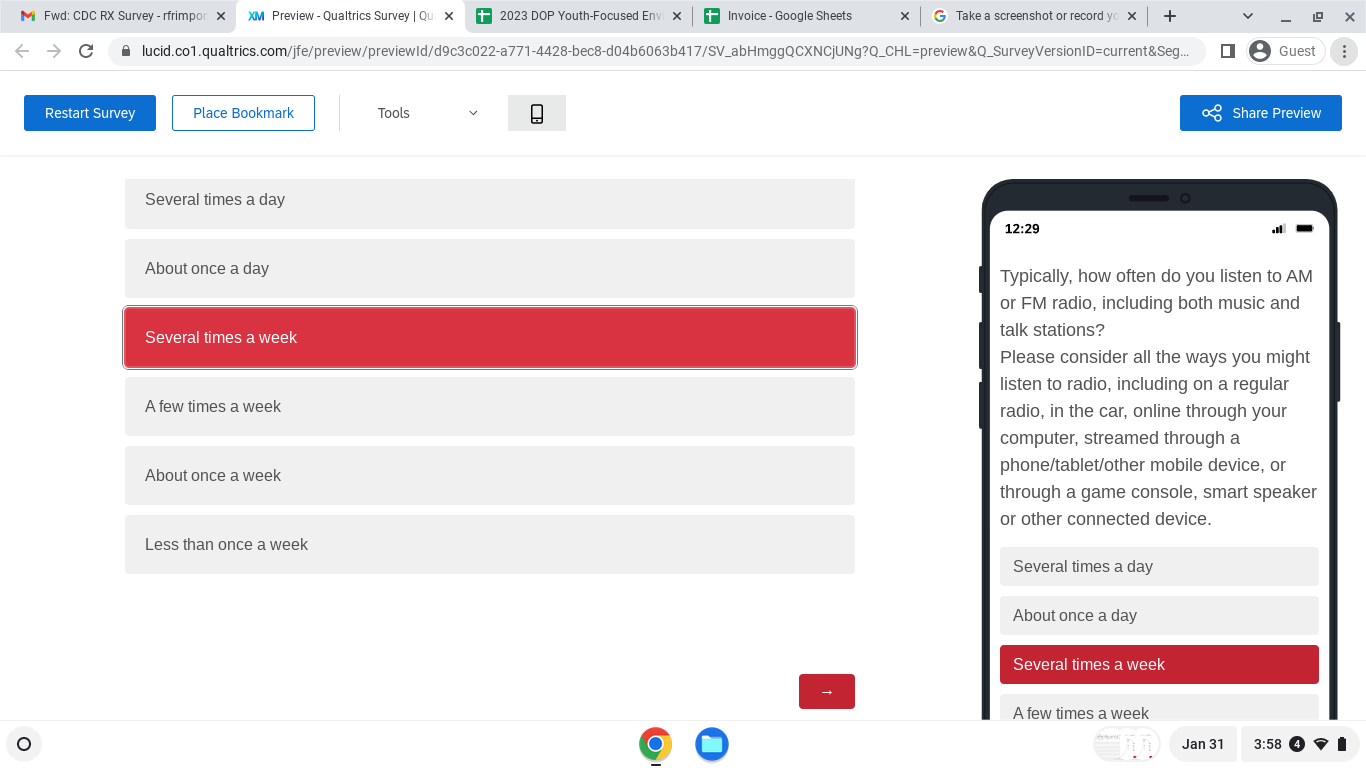 Fwd: CDC RX Survey - rfrimpor
XM Preview - Qualtrics Survey | Qu
2023 DOP Youth-Focused Envi
Invoice - Google Sheets
Take a screenshot or record yo
lucid.co1.qualtrics.com/jfe/preview/previewId/d9c3c022-a771-4428-bec8-d04b6063b417/SV_abHmggQCXNCjUNg?Q_CHL=preview&Q_SurveyVersionID=current&Seg...
Guest
Restart Survey
Place Bookmark
Tools
Share Preview
Several times a day
About once a day
Several times a week
A few times a week
About once a week
Less than once a week
→
12:29
Typically, how often do you listen to AM
or FM radio, including both music and
talk stations?
Please consider all the ways you might
listen to radio, including on a regular
radio, in the car, online through your
computer, streamed through a
phone/tablet/other mobile device, or
through a game console, smart speaker
or other connected device.
Several times a day
About once a day
Several times a week
A few times a week
Jan 31
3:58
4